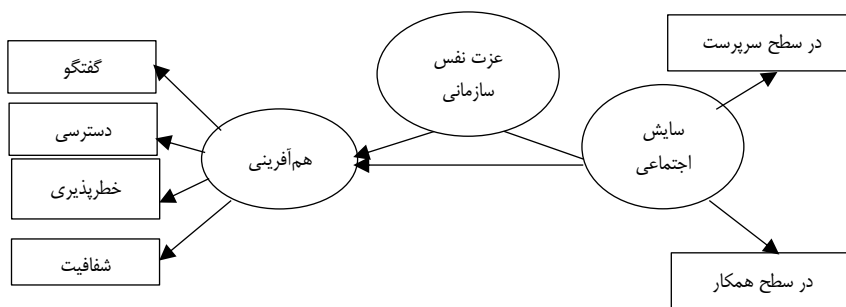 در سطح سرپرست
سایش
اجتماعی
در سطح همکار
عزت نفس
سازمانی
هم‌آفرینی
گفتگو
دسترسی
خطرپذیری
شفافیت